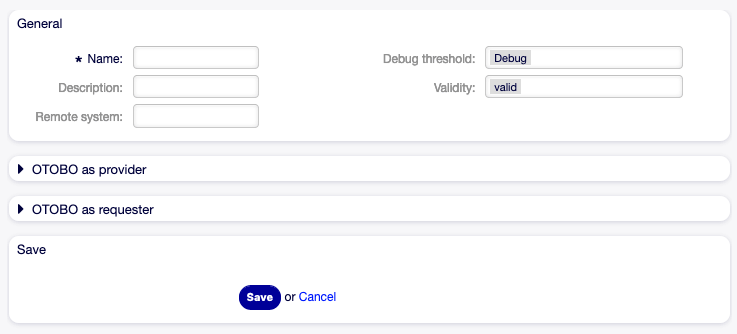 General
* Name:
Debug threshold: Debug
Description:
Validity: valid
Remote system:
OTOBO as provider
OTOBO as requester
Save
Save or Cancel